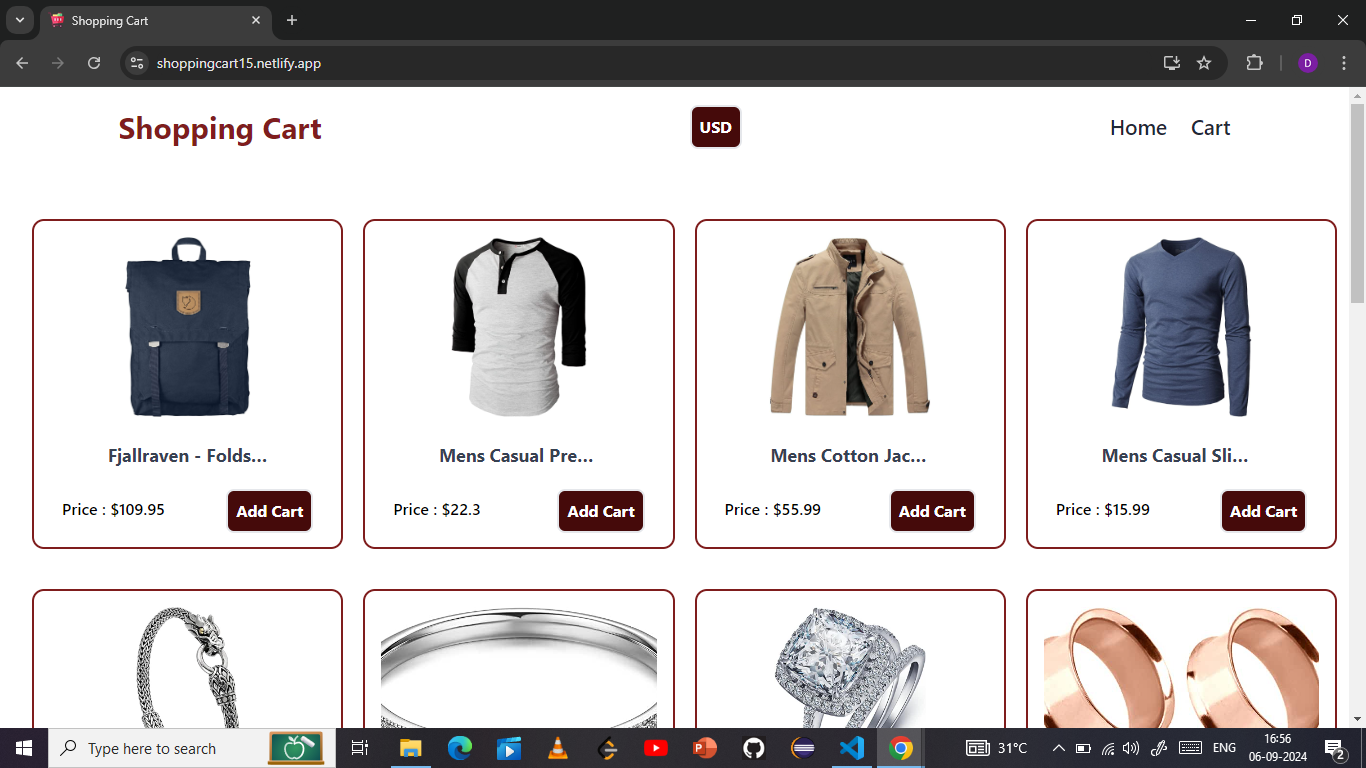 Shopping Cart
shoppingcart15.netlify.app
D
Shopping Cart
USD
Home Cart
Fjallraven - Folds...
Mens Casual Pre...
Mens Cotton Jac...
Mens Casual Sli...
Price : $109.95
Add Cart
Price : $22.3
Add Cart
Price : $55.99
Add Cart
Price : $15.99
Add Cart
Type here to search
31°C
ENG
16:56
06-09-2024
2